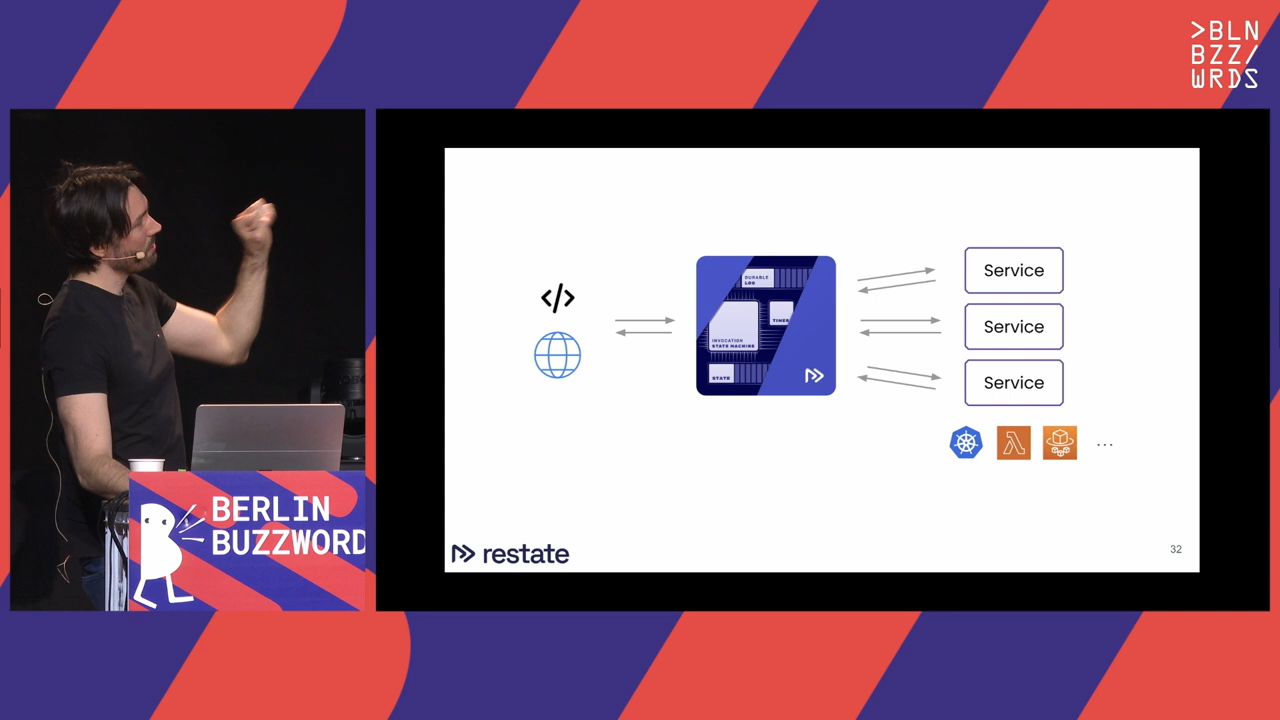 >BLN
BZZ/
WRDS
DURABLE
LOG
TIMER
INVOCATION
STATE MACHINE
STATE
Service
Service
Service
...
restate
32
BERLIN
BUZZWORD